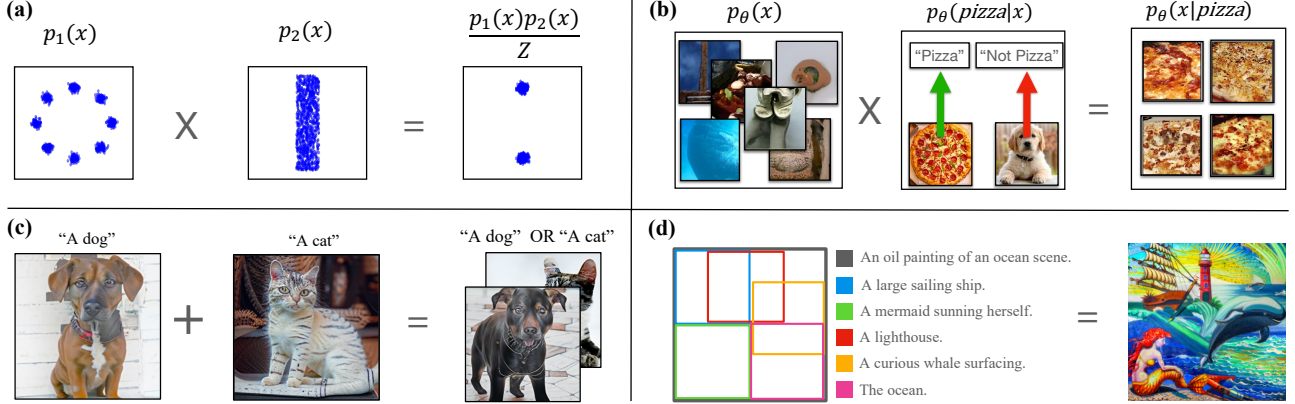 (a)
p₁(x)
p₂(x)
p₁(x)p₂(x)
Z
X
=
(b)
pθ(x)
pθ(pizza|x)
pθ(x|pizza)
"Pizza"
"Not Pizza"
X
=
(c)
"A dog"
"A cat"
"A dog" OR "A cat"
+
=
(d)
An oil painting of an ocean scene.
A large sailing ship.
A mermaid sunning herself.
A lighthouse.
A curious whale surfacing.
The ocean.
=